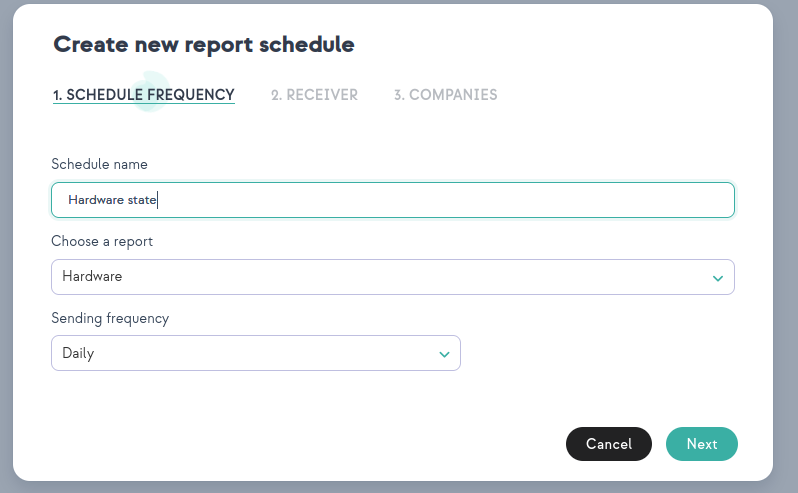 Create new report schedule
1. SCHEDULE FREQUENCY 2. RECEIVER 3. COMPANIES
Schedule name
Hardware state
Choose a report
Hardware
Sending frequency
Daily
Cancel Next